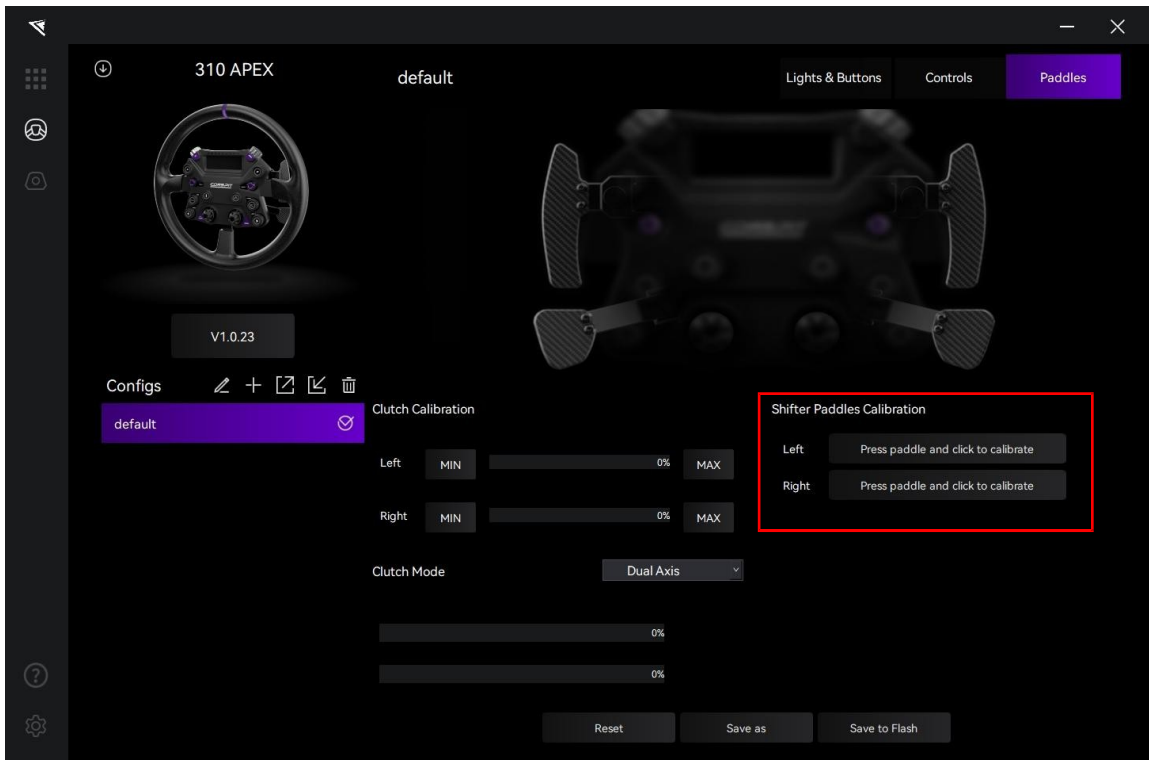 310 APEX
default
Lights & Buttons
Controls
Paddles
V1.0.23
Configs
default
Clutch Calibration
Left MIN 0% MAX
Right MIN 0% MAX
Clutch Mode Dual Axis
0%
0%
Shifter Paddles Calibration
Left Press paddle and click to calibrate
Right Press paddle and click to calibrate
Reset Save as Save to Flash